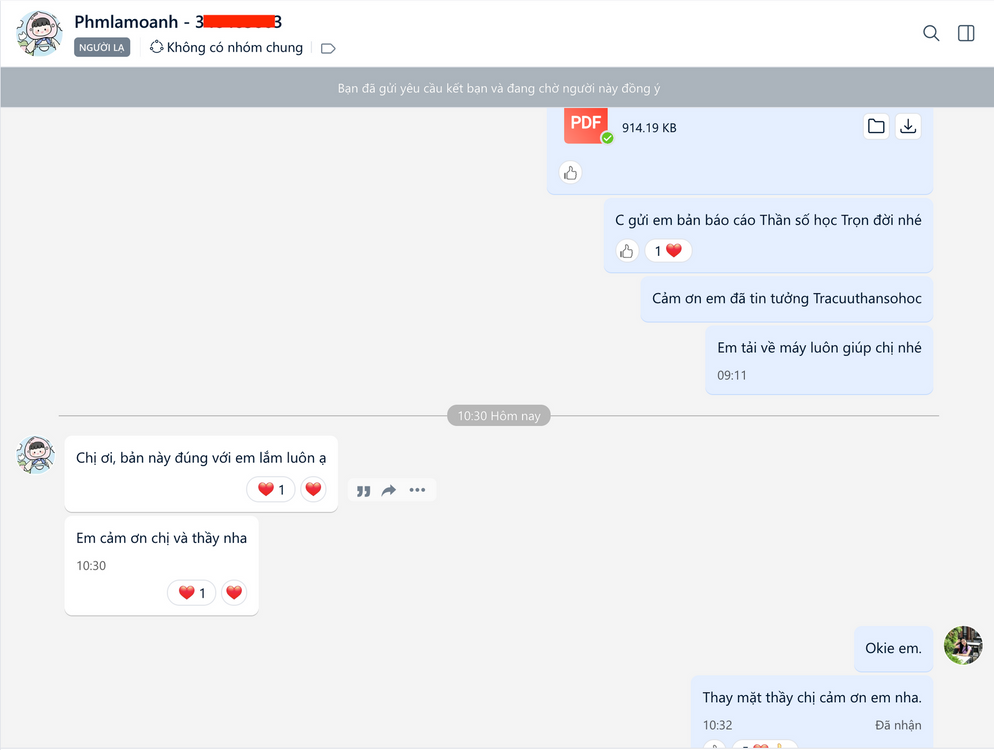 Phmlamoanh - 3 3
NGƯỜI LẠ
Không có nhóm chung
Bạn đã gửi yêu cầu kết bạn và đang chờ người này đồng ý
PDF
914.19 KB
C gửi em bản báo cáo Thần số học Trọn đời nhé
1
Cảm ơn em đã tin tưởng Tracuuthansohoc
Em tải về máy luôn giúp chị nhé
09:11
10:30 Hôm nay
Chị ơi, bản này đúng với em lắm luôn ạ
1
Em cảm ơn chị và thầy nha
10:30
1
Okie em.
Thay mặt thầy chị cảm ơn em nha.
10:32 Đã nhận